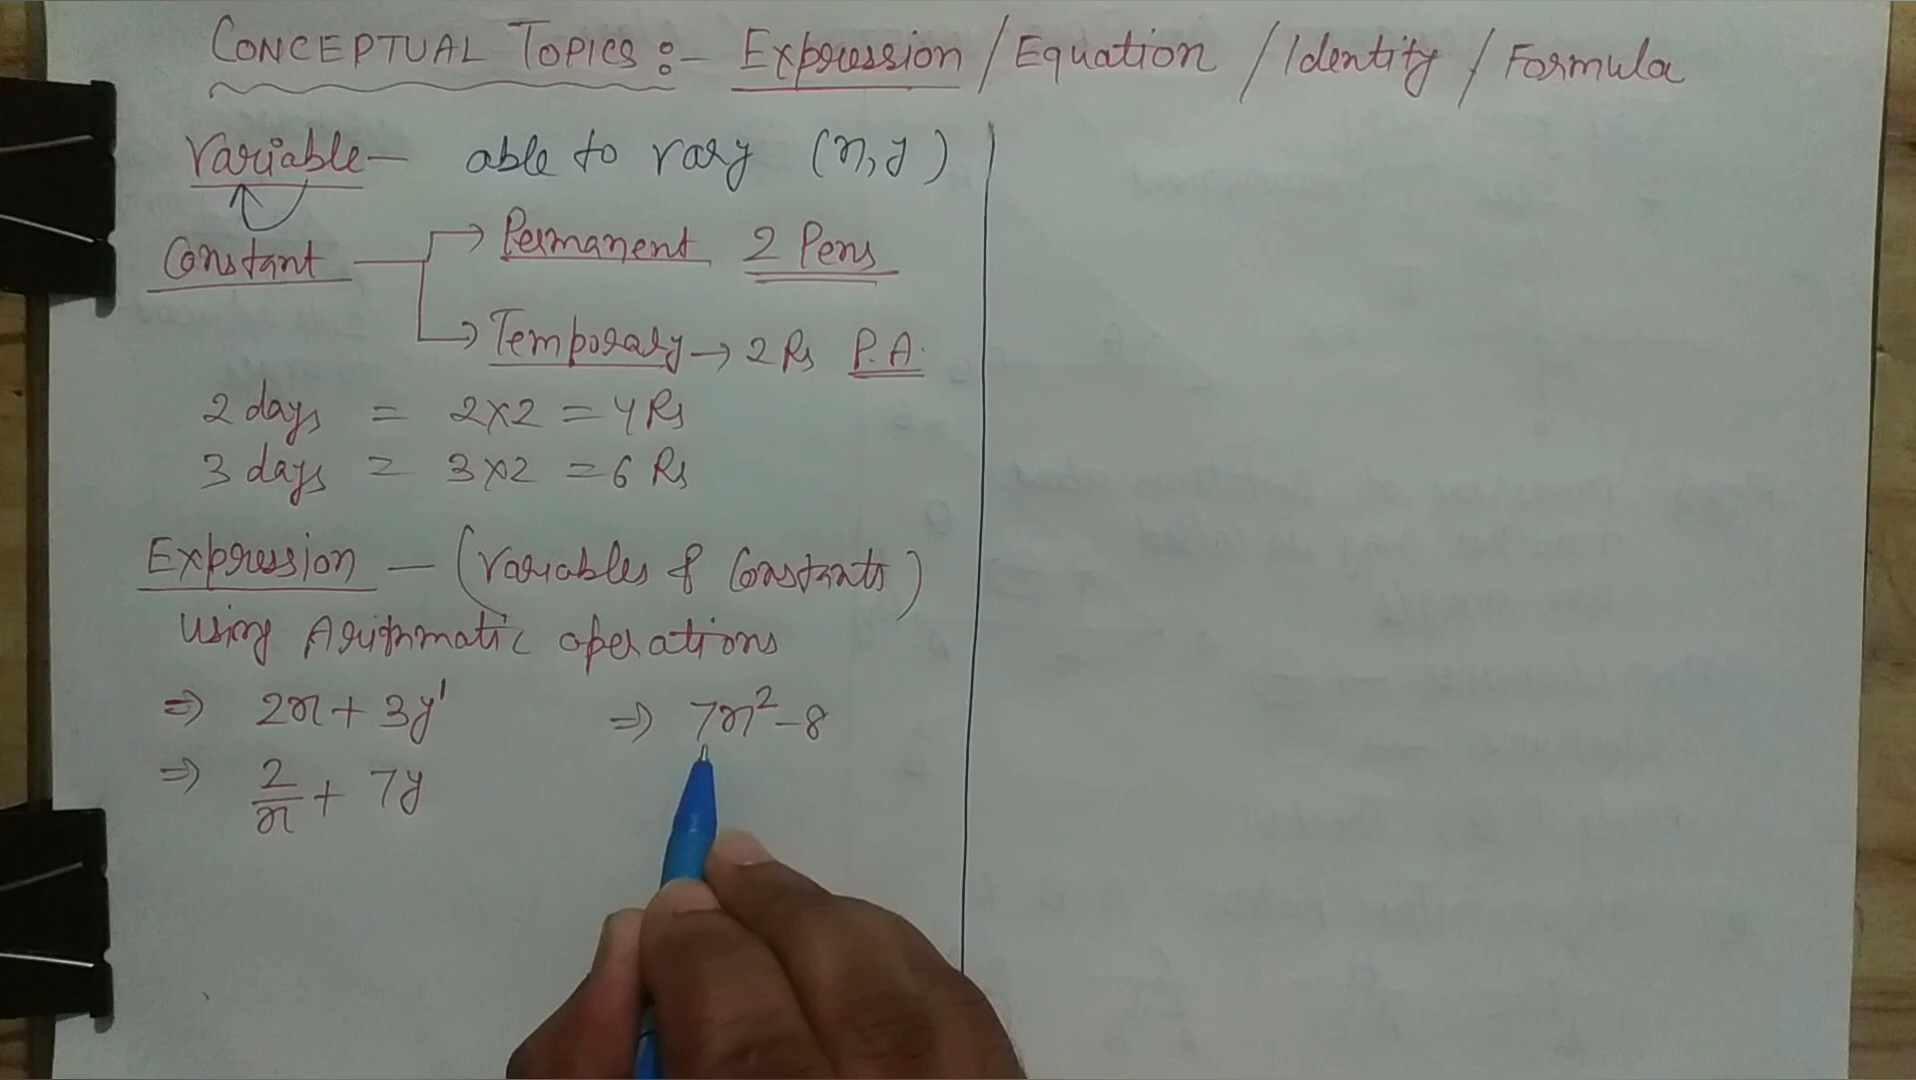 CONCEPTUAL TOPICS :- Expression / Equation / Identity / Formula
Variable - able to vary (x, y)
Constant → Permanent 2 Pens
→ Temporary → 2 Rs P.A.
2 days = 2×2 = 4 Rs
3 days = 3×2 = 6 Rs
Expression - (Variables & Constants)
using Arithmatic operations
⇒ 2x + 3y' ⇒ 7x² - 8
⇒ 2/x + 7y